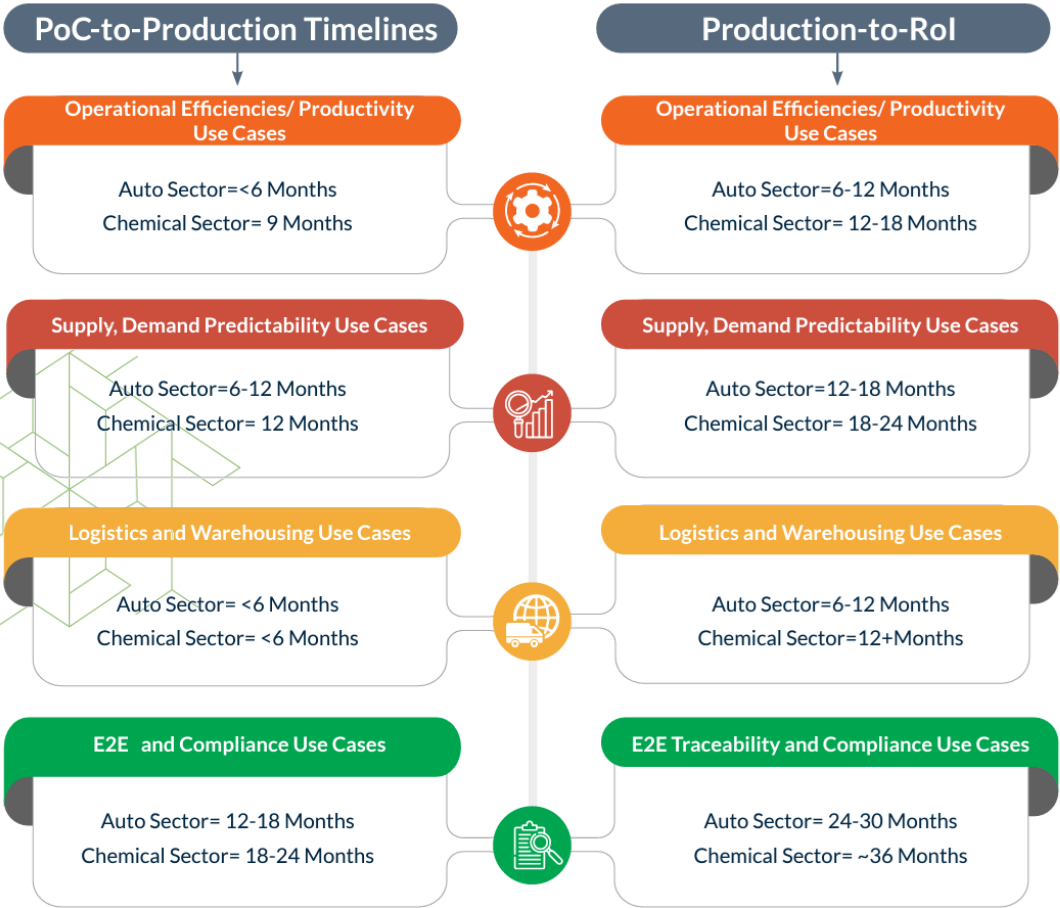 PoC-to-Production Timelines
Operational Efficiencies/ Productivity
Use Cases
Auto Sector=<6 Months
Chemical Sector= 9 Months
Supply, Demand Predictability Use Cases
Auto Sector=6-12 Months
Chemical Sector= 12 Months
Logistics and Warehousing Use Cases
Auto Sector= <6 Months
Chemical Sector= <6 Months
E2E and Compliance Use Cases
Auto Sector= 12-18 Months
Chemical Sector= 18-24 Months
Production-to-RoI
Operational Efficiencies/ Productivity
Use Cases
Auto Sector=6-12 Months
Chemical Sector= 12-18 Months
Supply, Demand Predictability Use Cases
Auto Sector=12-18 Months
Chemical Sector= 18-24 Months
Logistics and Warehousing Use Cases
Auto Sector=6-12 Months
Chemical Sector=12+Months
E2E Traceability and Compliance Use Cases
Auto Sector= 24-30 Months
Chemical Sector= ~36 Months